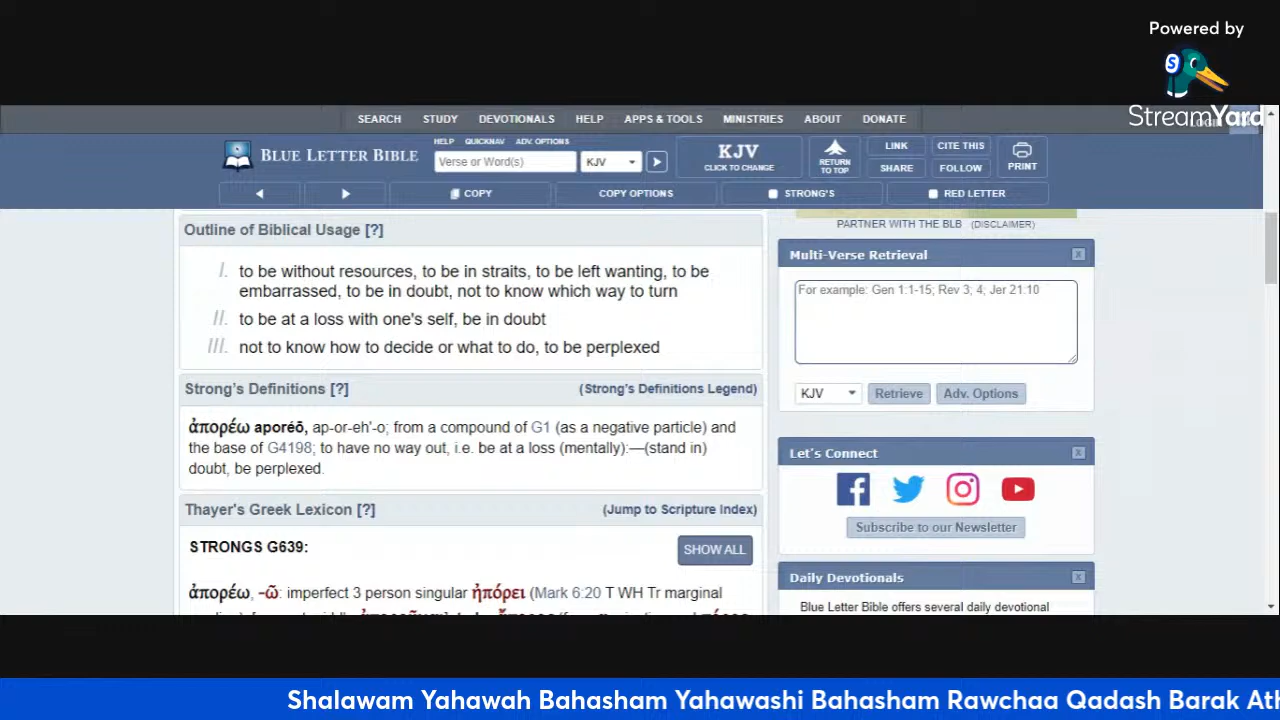 Powered by
StreamYard
SEARCH STUDY DEVOTIONALS HELP APPS & TOOLS MINISTRIES ABOUT DONATE
HELP QUICKNAV ADV. OPTIONS
BLUE LETTER BIBLE
Verse or Word(s) KJV
KJV
CLICK TO CHANGE
RETURN
TO TOP
LINK CITE THIS
SHARE FOLLOW
PRINT
COPY COPY OPTIONS STRONG'S RED LETTER
Outline of Biblical Usage [?]
I. to be without resources, to be in straits, to be left wanting, to be
embarrassed, to be in doubt, not to know which way to turn
II. to be at a loss with one's self, be in doubt
III. not to know how to decide or what to do, to be perplexed
Strong's Definitions [?] (Strong's Definitions Legend)
ἀπορέω aporéō, ap-or-eh'-o; from a compound of G1 (as a negative particle) and
the base of G4198; to have no way out, i.e. be at a loss (mentally):—(stand in)
doubt, be perplexed.
Thayer's Greek Lexicon [?] (Jump to Scripture Index)
STRONGS G639:
SHOW ALL
ἀπορέω, -ῶ: imperfect 3 person singular ἠπόρει (Mark 6:20 T WH Tr marginal
PARTNER WITH THE BLB (DISCLAIMER)
Multi-Verse Retrieval x
For example: Gen 1:1-15; Rev 3; 4; Jer 21:10
KJV Retrieve Adv. Options
Let's Connect x
Subscribe to our Newsletter
Daily Devotionals x
Blue Letter Bible offers several daily devotional
Shalawam Yahawah Bahasham Yahawashi Bahasham Rawchaa Qadash Barak Ath